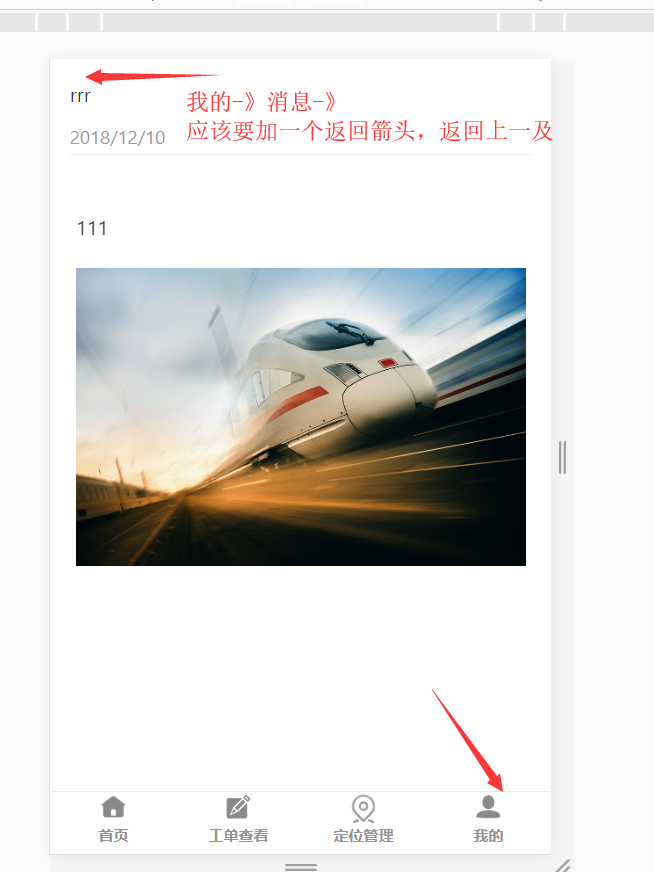 rrr
我的-》消息-》
应该要加一个返回箭头，返回上一及
2018/12/10
111
首页
工单查看
定位管理
我的